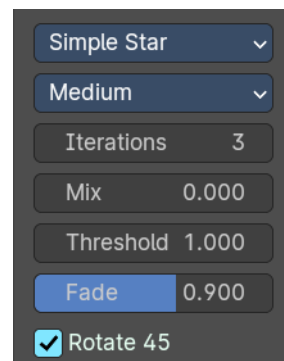 Simple Star
Medium
Iterations 3
Mix 0.000
Threshold 1.000
Fade 0.900
Rotate 45